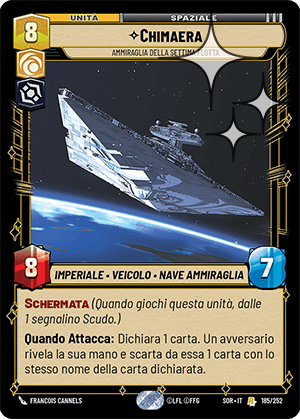 UNITÀ SPAZIALE
8
CHIMAERA
AMMIRAGLIA DELLA SETTIMA FLOTTA
8
IMPERIALE • VEICOLO • NAVE AMMIRAGLIA
7
SCHERMATA (Quando giochi questa unità, dalle
1 segnalino Scudo.)
Quando Attacca: Dichiara 1 carta. Un avversario
rivela la sua mano e scarta da essa 1 carta con lo
stesso nome della carta dichiarata.
FRANCOIS CANNELS
©LFL ©FFG
SOR • IT R 185/252